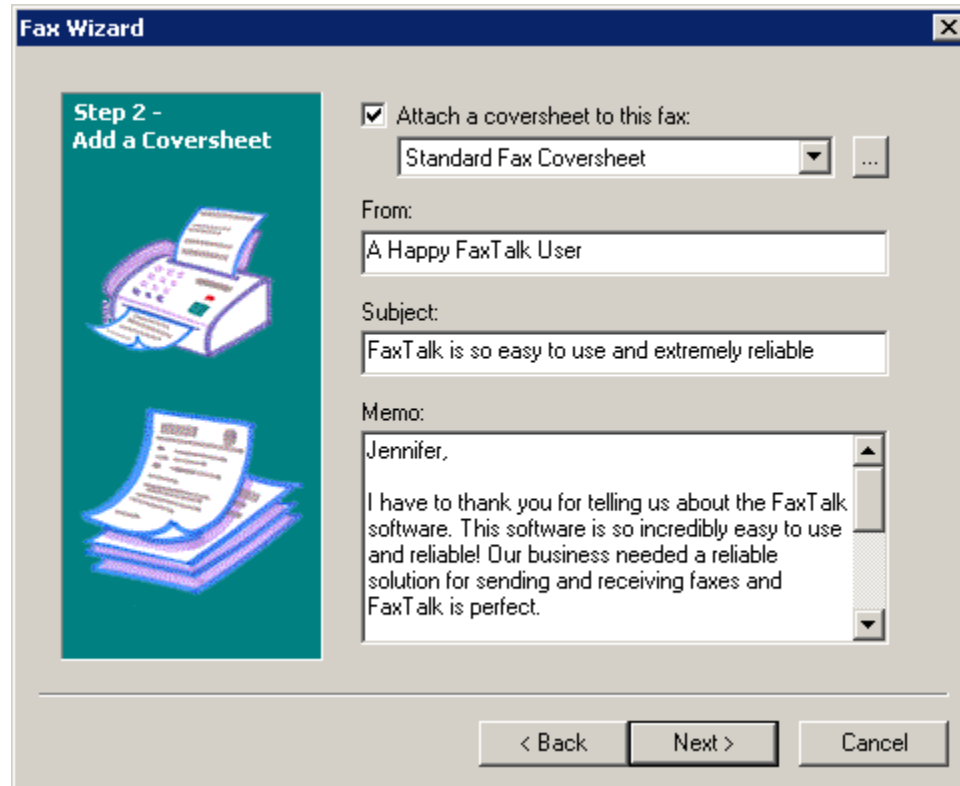 Fax Wizard
Step 2 -
Add a Coversheet
Attach a coversheet to this fax:
Standard Fax Coversheet
...
From:
A Happy FaxTalk User
Subject:
FaxTalk is so easy to use and extremely reliable
Memo:
Jennifer,
I have to thank you for telling us about the FaxTalk
software. This software is so incredibly easy to use
and reliable! Our business needed a reliable
solution for sending and receiving faxes and
FaxTalk is perfect.
< Back
Next >
Cancel